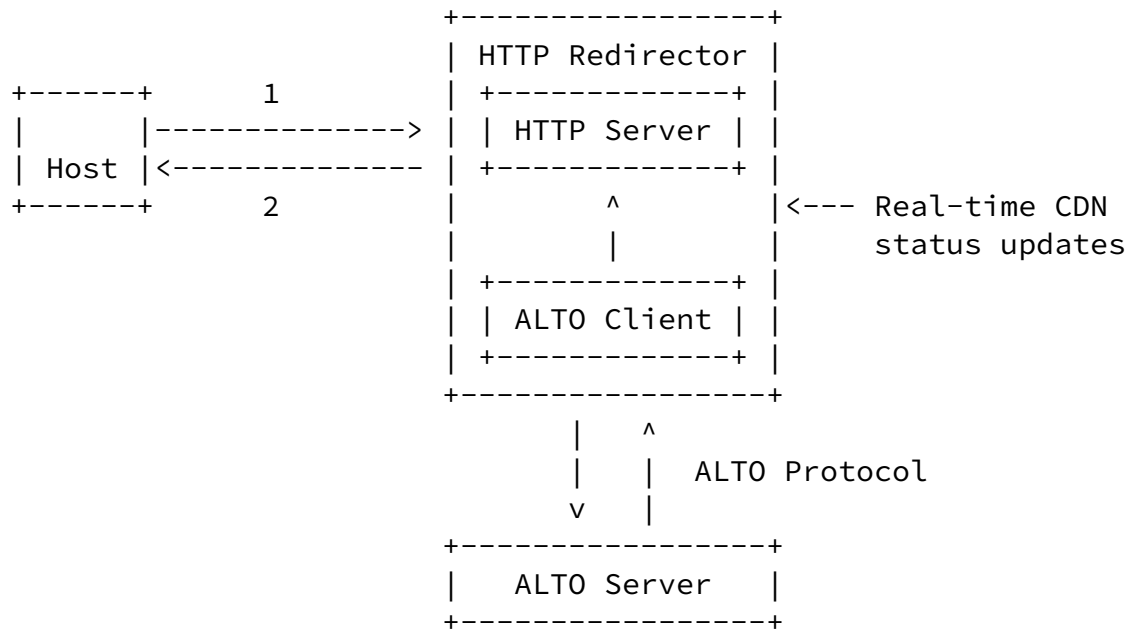 HTTP Redirector
1
HTTP Server
Host
2
Real-time CDN
status updates
ALTO Client
ALTO Protocol
ALTO Server